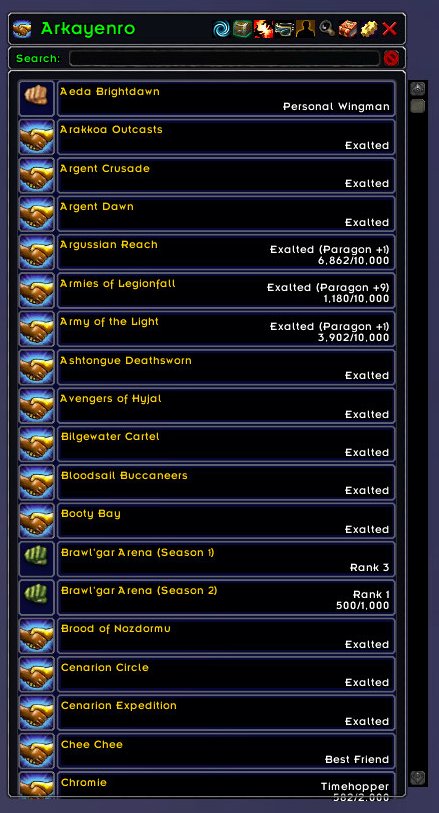 Arkayenro
Search:
Aeda Brightdawn
Personal Wingman
Arakkoa Outcasts
Exalted
Argent Crusade
Exalted
Argent Dawn
Exalted
Argussian Reach
Exalted (Paragon +1)
6,862/10,000
Armies of Legionfall
Exalted (Paragon +9)
1,180/10,000
Army of the Light
Exalted (Paragon +1)
3,902/10,000
Ashtongue Deathsworn
Exalted
Avengers of Hyjal
Exalted
Bilgewater Cartel
Exalted
Bloodsail Buccaneers
Exalted
Booty Bay
Exalted
Brawl'gar Arena (Season 1)
Rank 3
Brawl'gar Arena (Season 2)
Rank 1
500/1,000
Brood of Nozdormu
Exalted
Cenarion Circle
Exalted
Cenarion Expedition
Exalted
Chee Chee
Best Friend
Chromie
Timehopper
582/2,000